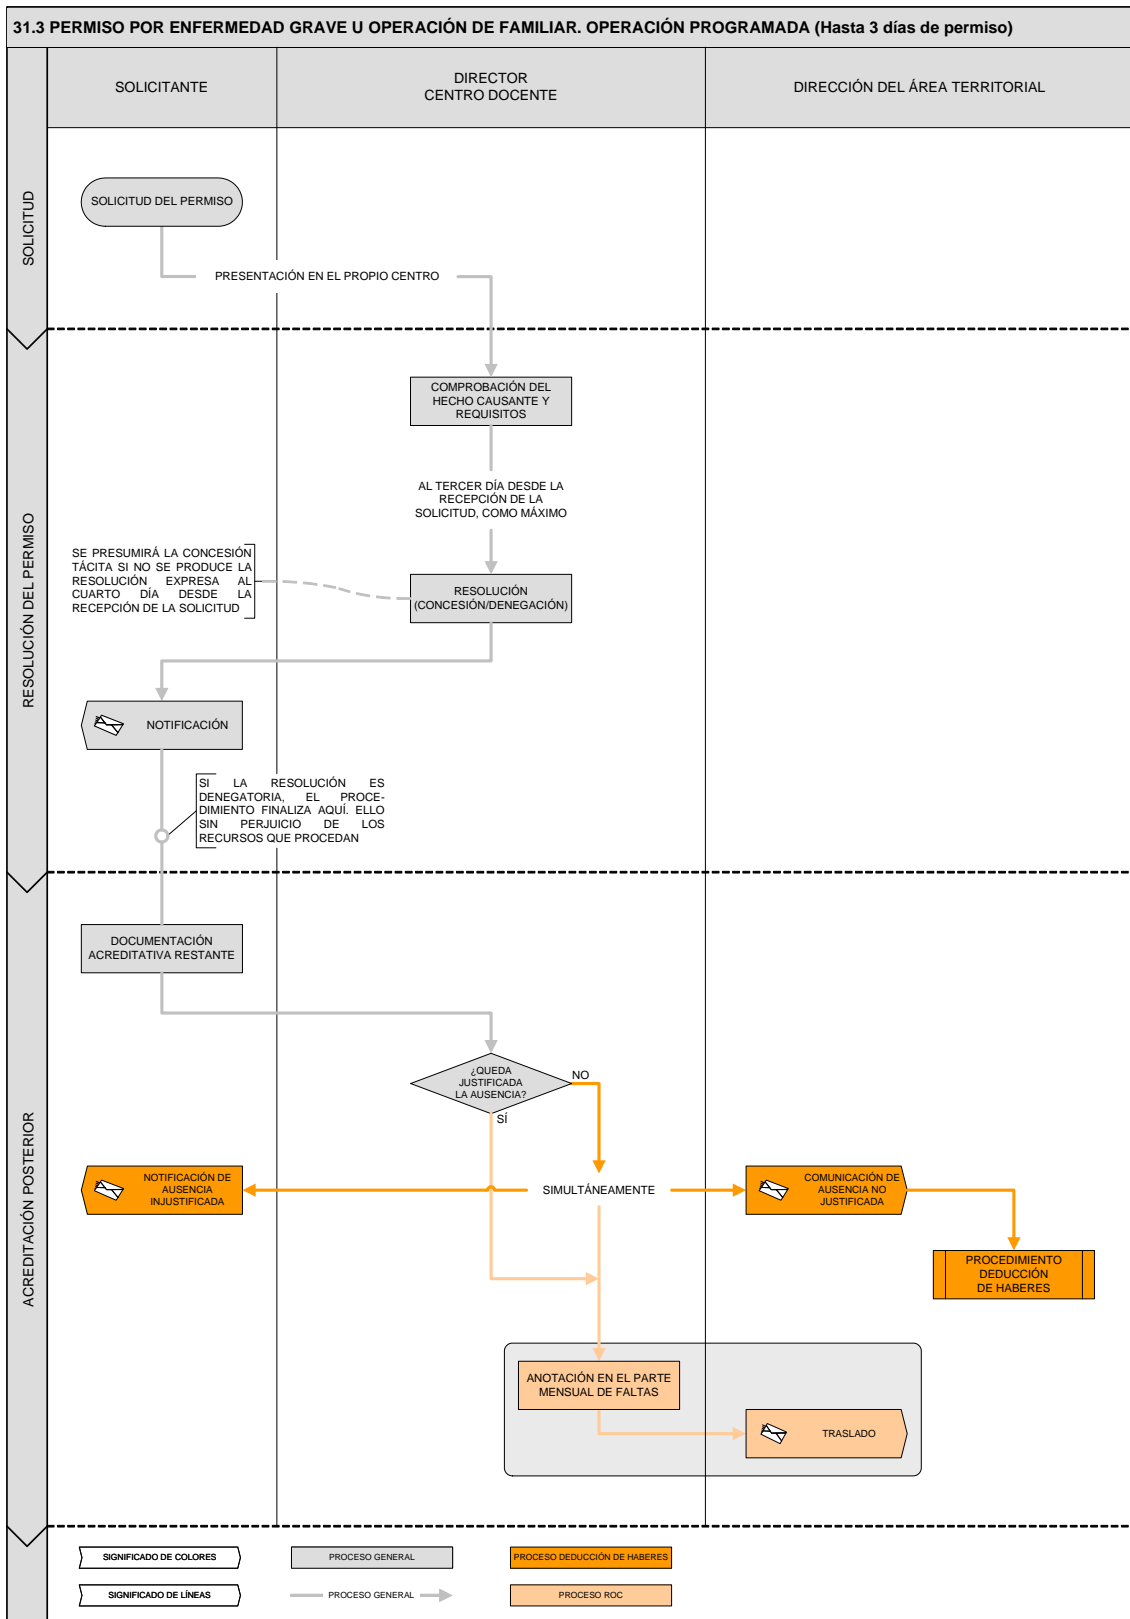 31.3 PERMISO POR ENFERMEDAD GRAVE U OPERACIÓN DE FAMILIAR. OPERACIÓN PROGRAMADA (Hasta 3 días de permiso)
SOLICITANTE
DIRECTOR
CENTRO DOCENTE
DIRECCIÓN DEL ÁREA TERRITORIAL
SOLICITUD
SOLICITUD DEL PERMISO
PRESENTACIÓN EN EL PROPIO CENTRO
RESOLUCIÓN DEL PERMISO
COMPROBACIÓN DEL
HECHO CAUSANTE Y
REQUISITOS
AL TERCER DÍA DESDE LA
RECEPCIÓN DE LA
SOLICITUD, COMO MÁXIMO
SE PRESUMIRÁ LA CONCESIÓN
TÁCITA SI NO SE PRODUCE LA
RESOLUCIÓN EXPRESA AL
CUARTO DÍA DESDE LA
RECEPCIÓN DE LA SOLICITUD
RESOLUCIÓN
(CONCESIÓN/DENEGACIÓN)
NOTIFICACIÓN
SI LA RESOLUCIÓN ES
DENEGATORIA, EL PROCE-
DIMIENTO FINALIZA AQUÍ. ELLO
SIN PERJUICIO DE LOS
RECURSOS QUE PROCEDAN
ACREDITACIÓN POSTERIOR
DOCUMENTACIÓN
ACREDITATIVA RESTANTE
¿QUEDA
JUSTIFICADA
LA AUSENCIA?
NO
SÍ
NOTIFICACIÓN DE
AUSENCIA
INJUSTIFICADA
SIMULTÁNEAMENTE
COMUNICACIÓN DE
AUSENCIA NO
JUSTIFICADA
PROCEDIMIENTO
DEDUCCIÓN
DE HABERES
ANOTACIÓN EN EL PARTE
MENSUAL DE FALTAS
TRASLADO
SIGNIFICADO DE COLORES
PROCESO GENERAL
PROCESO DEDUCCIÓN DE HABERES
SIGNIFICADO DE LÍNEAS
PROCESO GENERAL
PROCESO ROC